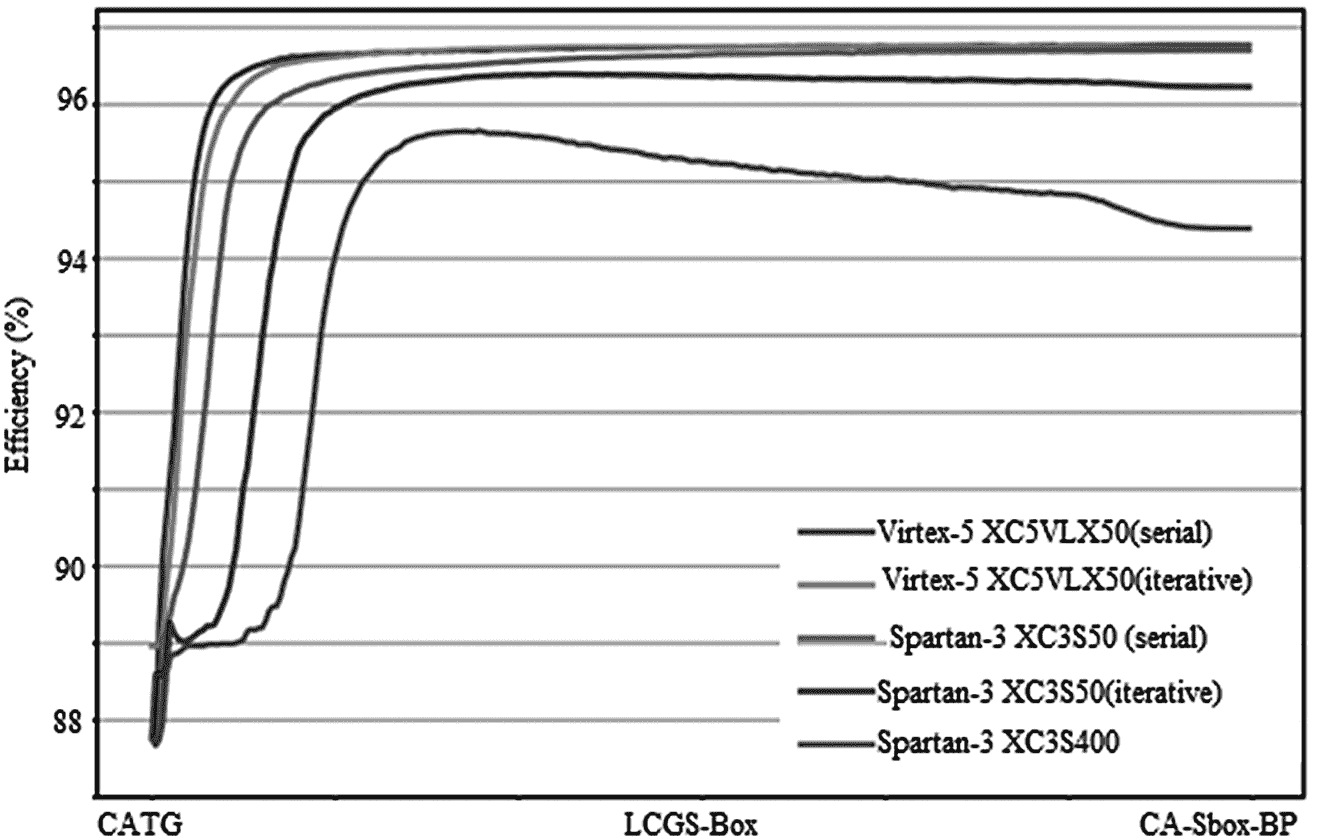 96
94
92
90
88
Efficiency (%)
Virtex-5 XC5VLX50(serial)
Virtex-5 XC5VLX50(iterative)
Spartan-3 XC3S50 (serial)
Spartan-3 XC3S50(iterative)
Spartan-3 XC3S400
CATG LCGS-Box CA-Sbox-BP